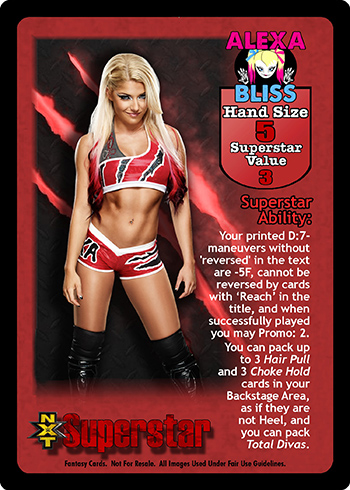 ALEXA
BLISS
Hand Size
5
Superstar
Value
3
Superstar
Ability:
Your printed D:7-
maneuvers without
'reversed' in the text
are -5F, cannot be
reversed by cards
with ‘Reach’ in the
title, and when
successfully played
you may Promo: 2.
You can pack up
to 3 Hair Pull
and 3 Choke Hold
cards in your
Backstage Area,
as if they are
not Heel, and you
can pack
Total Divas.
NXT Superstar
Fantasy Cards. Not For Resale. All Images Used Under Fair Use Guidelines.